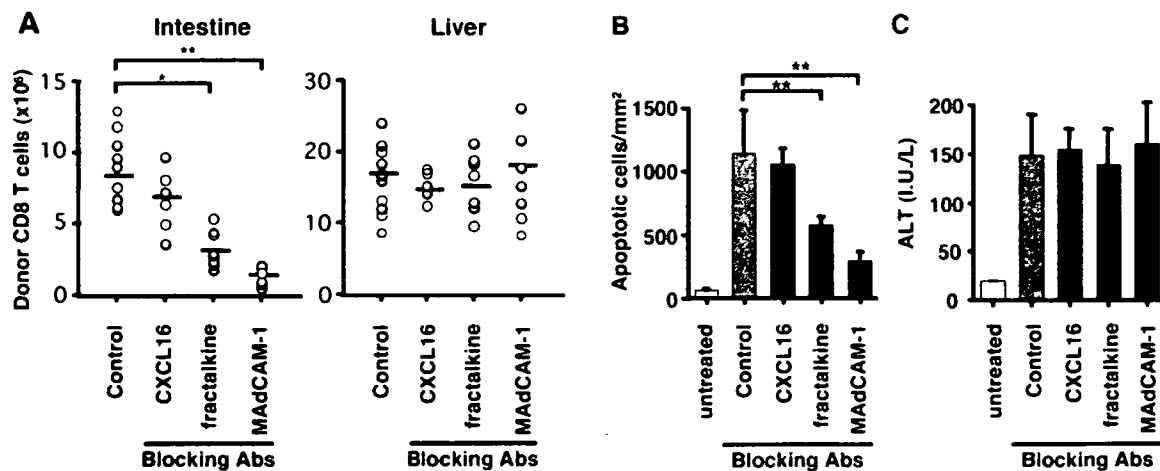 A
Intestine
Liver
**
*
Donor CD8 T cells (x10⁶)
15
10
5
0
30
20
10
0
Control
CXCL16
fractalkine
MAdCAM-1
Blocking Abs
Control
CXCL16
fractalkine
MAdCAM-1
Blocking Abs
B
**
**
Apoptotic cells/mm²
1500
1000
500
0
untreated
Control
CXCL16
fractalkine
MAdCAM-1
Blocking Abs
C
ALT (I.U./L)
200
150
100
50
0
untreated
Control
CXCL16
fractalkine
MAdCAM-1
Blocking Abs